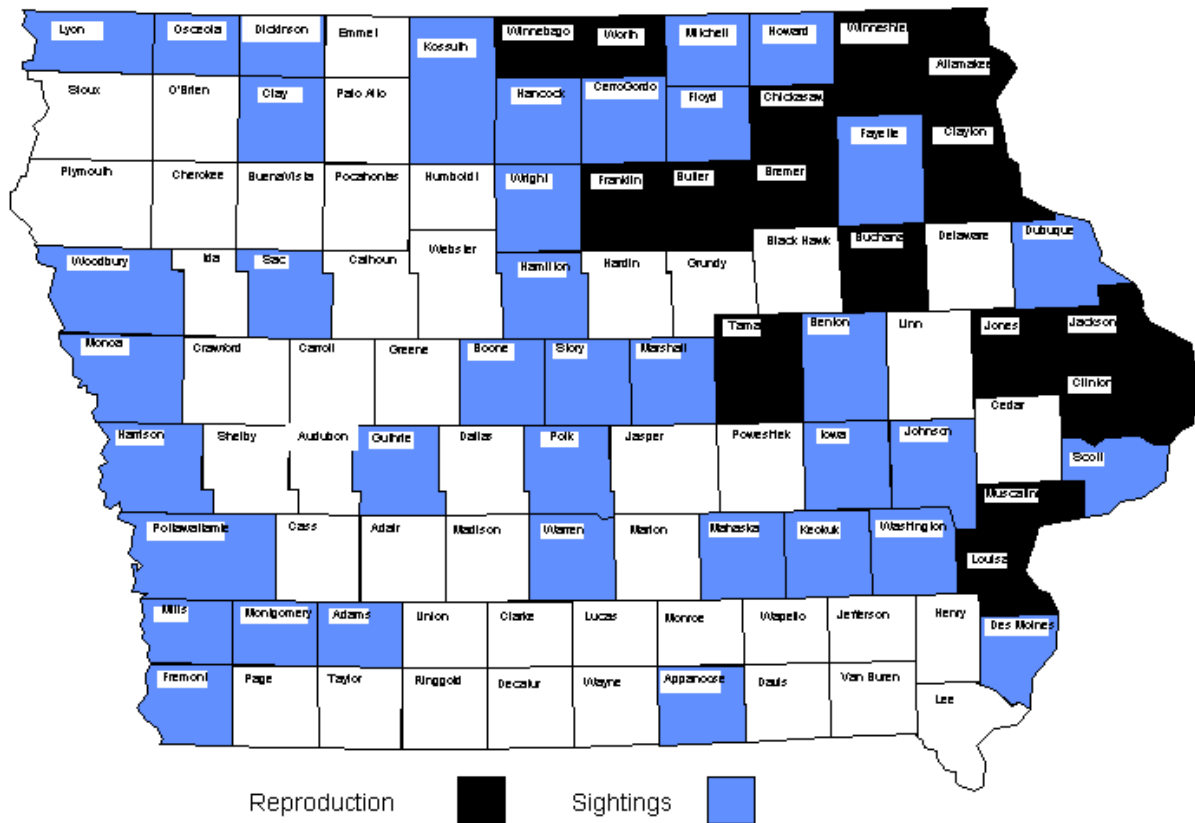 Lyon
Osceola
Dickinson
Emmet
Kossuth
Winnebago
Worth
Mitchell
Howard
Winneshie
Allamakee
Sioux
O'Brien
Clay
Palo Alto
Hancock
CerroGordo
Floyd
Chickasaw
Fayette
Clayton
Plymouth
Cherokee
BuenaVista
Pocahontas
Humboldt
Wright
Franklin
Butler
Bremer
Woodbury
Ida
Sac
Calhoun
Webster
Hamilton
Hardin
Grundy
Black Hawk
Buchana
Delaware
Dubuque
Monoa
Crawford
Carroll
Greene
Boone
Story
Marshall
Tama
Benton
Linn
Jones
Jackson
Clinton
Cedar
Harrison
Shelby
Audubon
Guthrie
Dallas
Polk
Jasper
Poweshiek
Iowa
Johnson
Scott
Muscatine
Pottawattamie
Cass
Adair
Madison
Warren
Marion
Mahaska
Keokuk
Washington
Louisa
Mills
Montgomery
Adams
Union
Clarke
Lucas
Monroe
Wapello
Jefferson
Henry
Des Moines
Fremont
Page
Taylor
Ringgold
Decatur
Wayne
Appanoose
Davis
Van Buren
Lee
Reproduction
Sightings